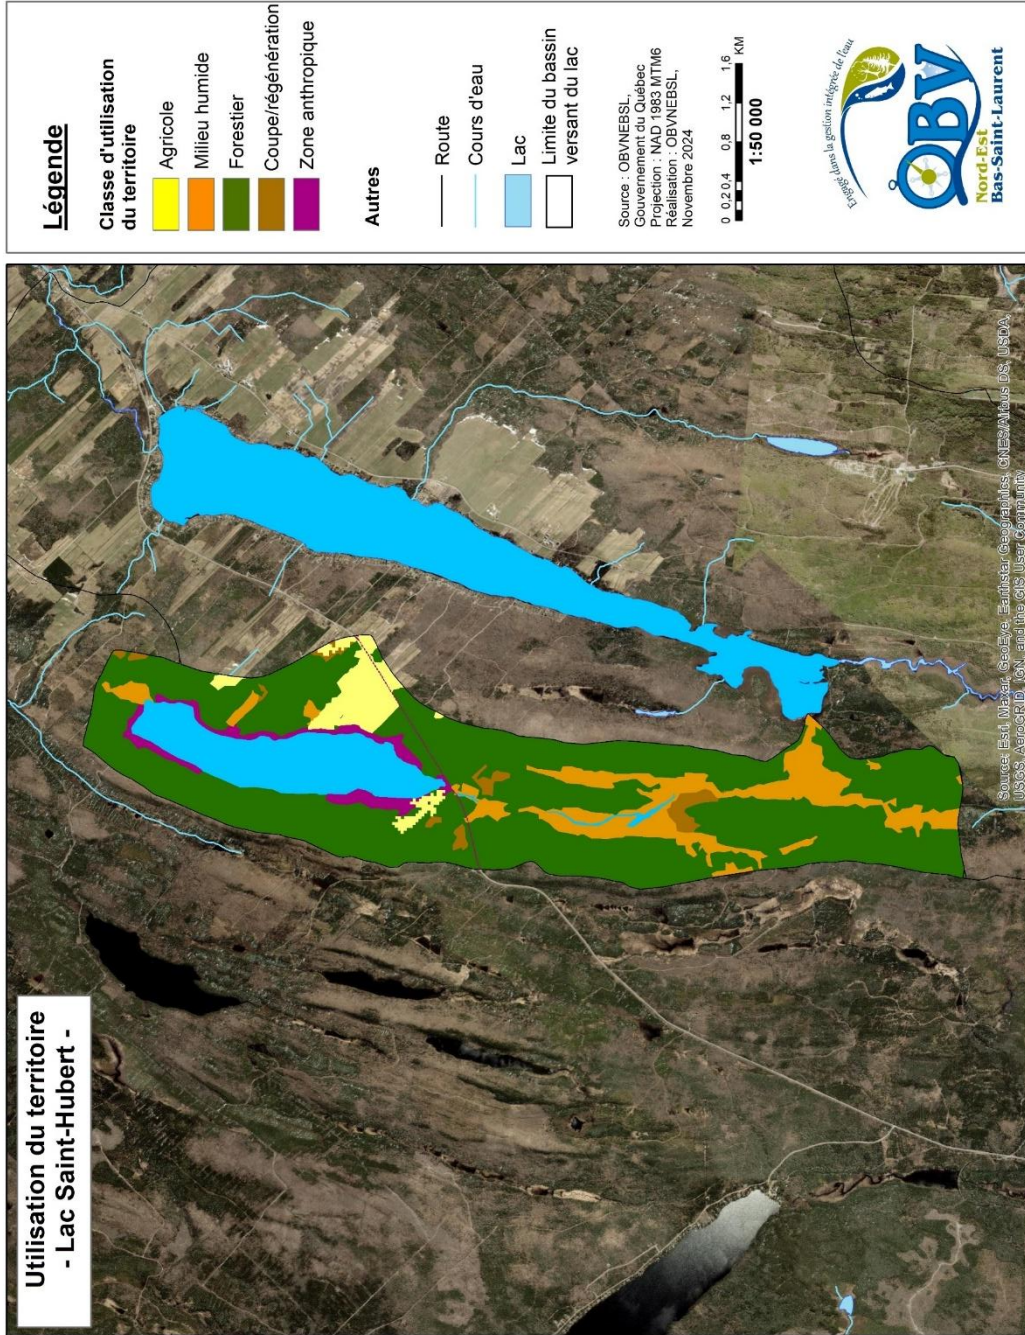 Utilisation du territoire
- Lac Saint-Hubert -
Source: Esri, Maxar, GeoEye, Earthstar Geographics, CNES/Airbus DS, USDA,
USGS, AeroGRID, IGN, and the GIS User Community
Légende
Classe d'utilisation
du territoire
Agricole
Milieu humide
Forestier
Coupe/régénération
Zone anthropique
Autres
Route
Cours d'eau
Lac
Limite du bassin
versant du lac
Source : OBVNEBSL,
Gouvernement du Québec
Projection : NAD 1983 MTM6
Réalisation : OBVNEBSL,
Novembre 2024
0 0,2 0,4 0,8 1,2 1,6
KM
1:50 000
Engagé dans la gestion intégrée de l'eau
OBV
Nord-Est
Bas-Saint-Laurent